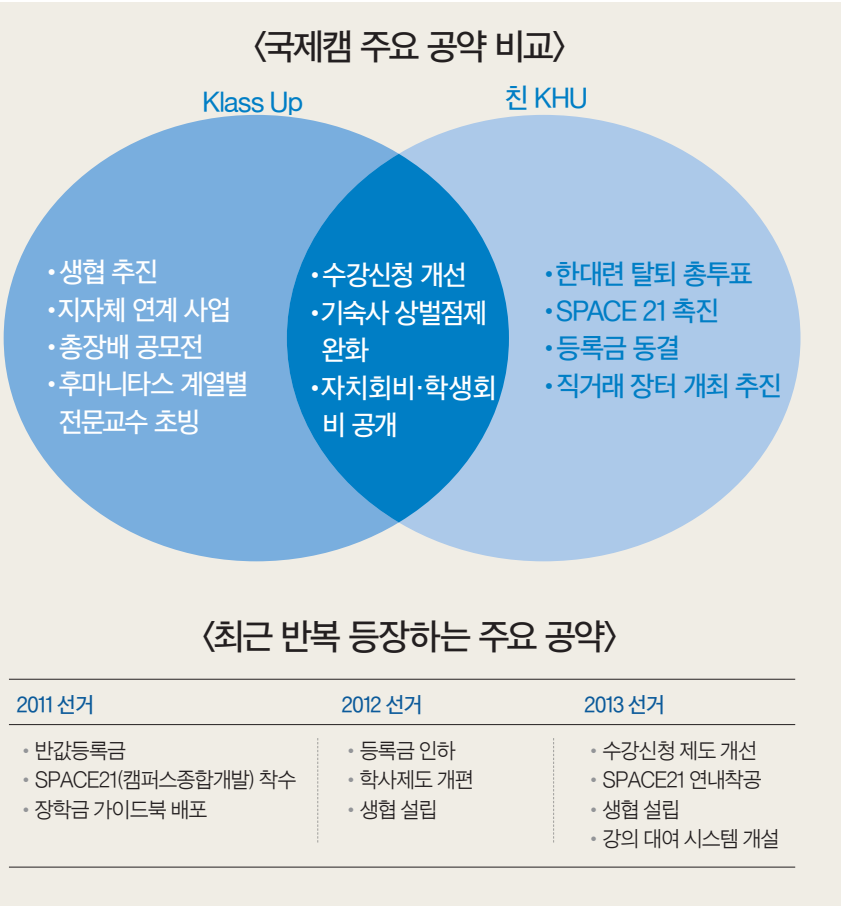 〈국제캠 주요 공약 비교〉
Klass Up
친 KHU
•생협 추진
•지자체 연계 사업
•총장배 공모전
•후마니타스 계열별
전문교수 초빙
•수강신청 개선
•기숙사 상벌점제
완화
•자치회비·학생회
비 공개
•한대련 탈퇴 총투표
•SPACE 21 촉진
•등록금 동결
•직거래 장터 개최 추진
〈최근 반복 등장하는 주요 공약〉
2011 선거
• 반값등록금
• SPACE21(캠퍼스종합개발) 착수
• 장학금 가이드북 배포
2012 선거
• 등록금 인하
• 학사제도 개편
• 생협 설립
2013 선거
• 수강신청 제도 개선
• SPACE21 연내착공
• 생협 설립
• 강의 대여 시스템 개설